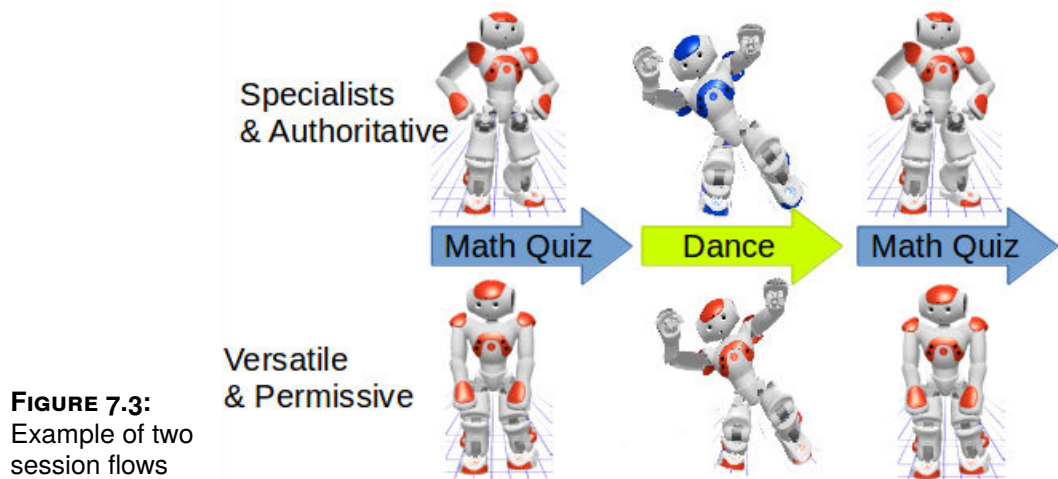 Specialists
& Authoritative
Math Quiz
Dance
Math Quiz
Versatile
& Permissive
FIGURE 7.3:
Example of two
session flows